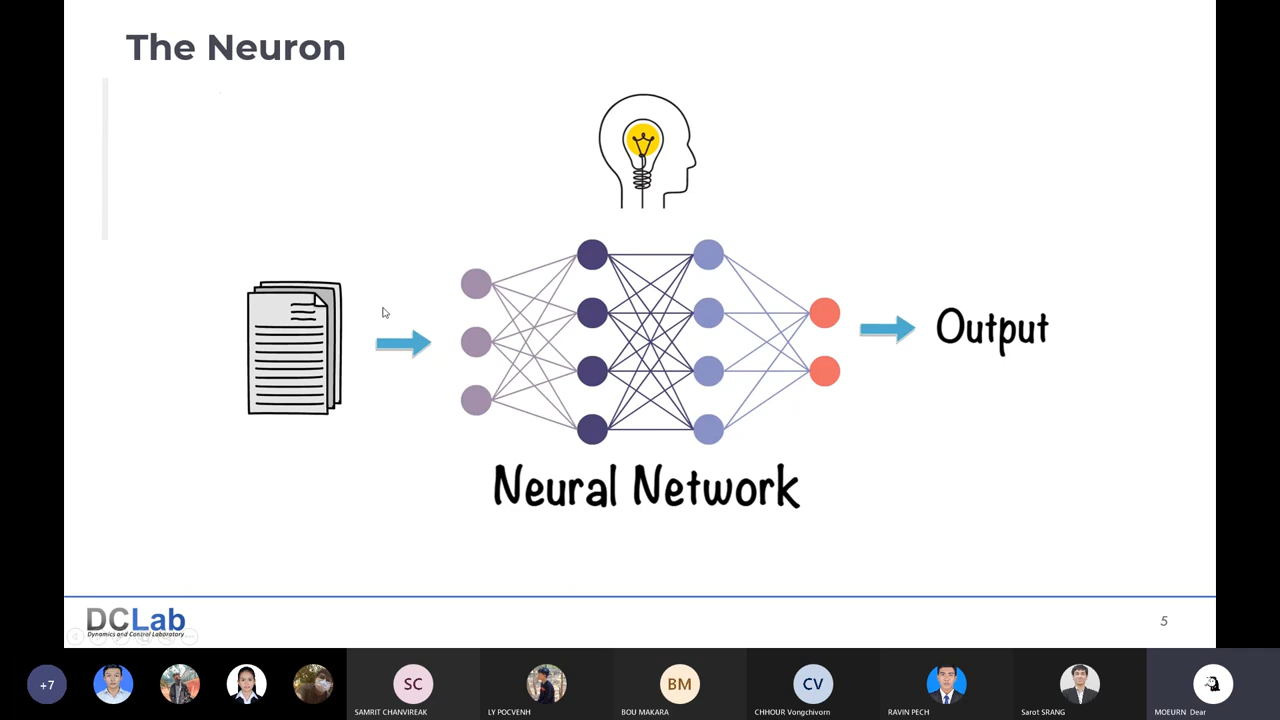 The Neuron
Output
Neural Network
DCLab
Dynamics and Control Laboratory
5
+7
SC
BM
CV
SAMRIT CHANVIREAK
LY POCVENH
BOU MAKARA
CHHOUR Vongchivorn
RAVIN PECH
Sarot SRANG
MOEURN Dear